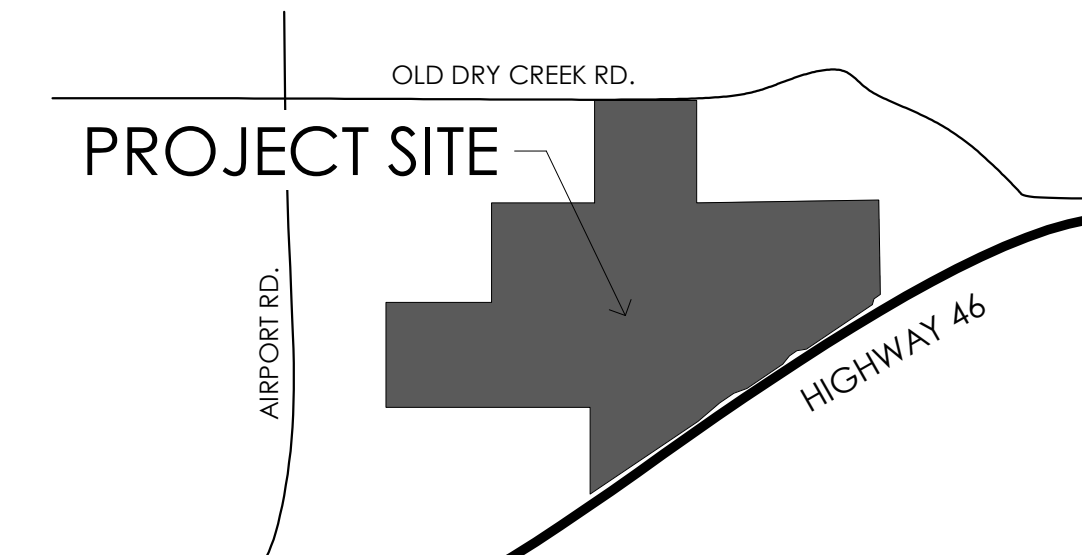 OLD DRY CREEK RD.
PROJECT SITE
AIRPORT RD.
HIGHWAY 46